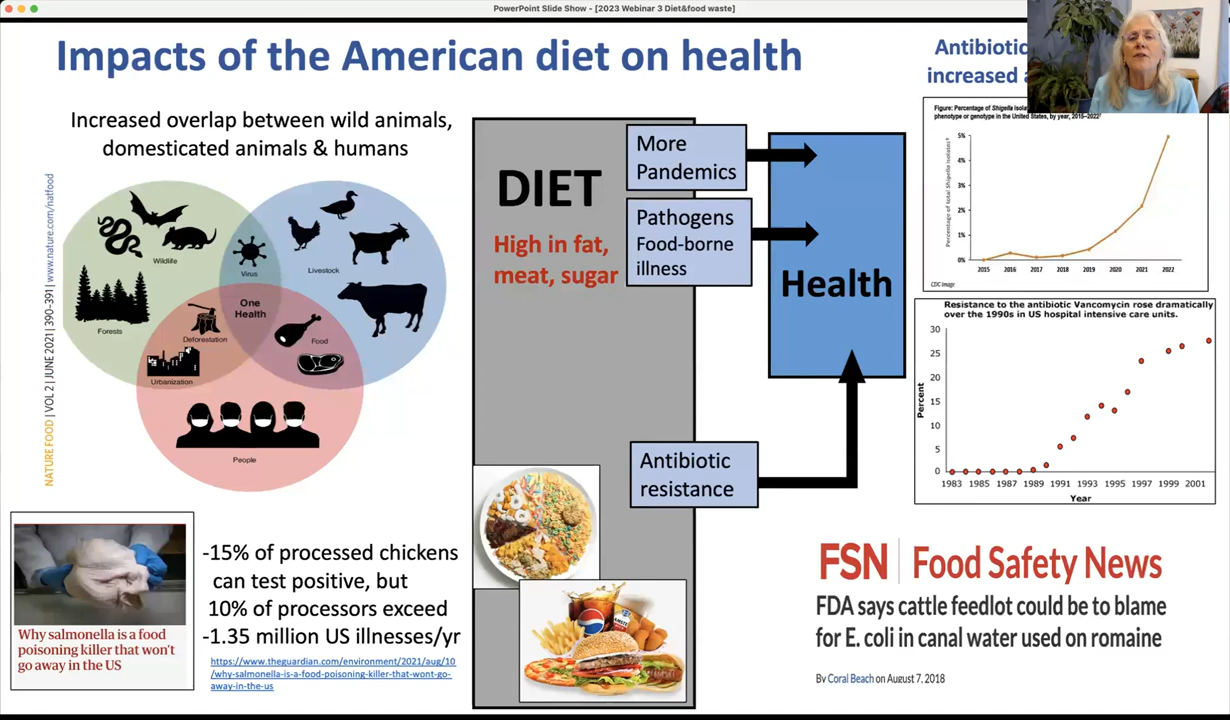 PowerPoint Slide Show - [2023 Webinar 3 Diet&food waste]
Impacts of the American diet on health
Increased overlap between wild animals,
domesticated animals & humans
NATURE FOOD | VOL 2 | JUNE 2021 | 390–391 | www.nature.com/natfood
Wildlife
Virus
Livestock
Forests
One
Health
Deforestation
Food
Urbanization
People
Why salmonella is a food
poisoning killer that won't
go away in the US
-15% of processed chickens
can test positive, but
10% of processors exceed
-1.35 million US illnesses/yr
https://www.theguardian.com/environment/2021/aug/10
/why-salmonella-is-a-food-poisoning-killer-that-wont-go-
away-in-the-us
DIET
High in fat,
meat, sugar
More
Pandemics
Pathogens
Food-borne
illness
Antibiotic
resistance
Health
Antibiotic
increased
Figure: Percentage of Shigella
phenotype or genotype in the United States, by year, 2015–2022
Percentage of total Shigella isolates
5%
4%
3%
2%
1%
0%
2015 2016 2017 2018 2019 2020 2021 2022
CDC Image
Resistance to the antibiotic Vancomycin rose dramatically
over the 1990s in US hospital intensive care units.
Percent
30
25
20
15
10
5
0
1983 1985 1987 1989 1991 1993 1995 1997 1999 2001
Year
FSN | Food Safety News
FDA says cattle feedlot could be to blame
for E. coli in canal water used on romaine
By Coral Beach on August 7, 2018